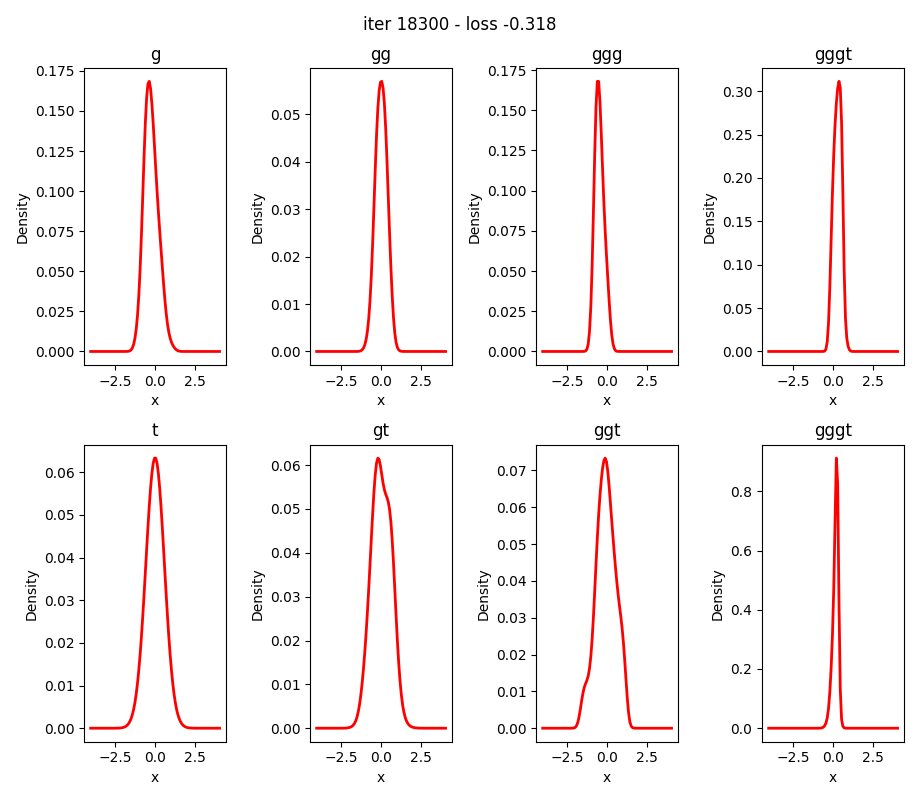 iter 18300 - loss -0.318
g
gg
ggg
gggt
0.175
0.150
0.125
0.100
0.075
0.050
0.025
0.000
Density
−2.5 0.0 2.5
x
0.05
0.04
0.03
0.02
0.01
0.00
Density
−2.5 0.0 2.5
x
0.175
0.150
0.125
0.100
0.075
0.050
0.025
0.000
Density
−2.5 0.0 2.5
x
0.30
0.25
0.20
0.15
0.10
0.05
0.00
Density
−2.5 0.0 2.5
x
t
gt
ggt
gggt
0.06
0.05
0.04
0.03
0.02
0.01
0.00
Density
−2.5 0.0 2.5
x
0.06
0.05
0.04
0.03
0.02
0.01
0.00
Density
−2.5 0.0 2.5
x
0.07
0.06
0.05
0.04
0.03
0.02
0.01
0.00
Density
−2.5 0.0 2.5
x
0.8
0.6
0.4
0.2
0.0
Density
−2.5 0.0 2.5
x